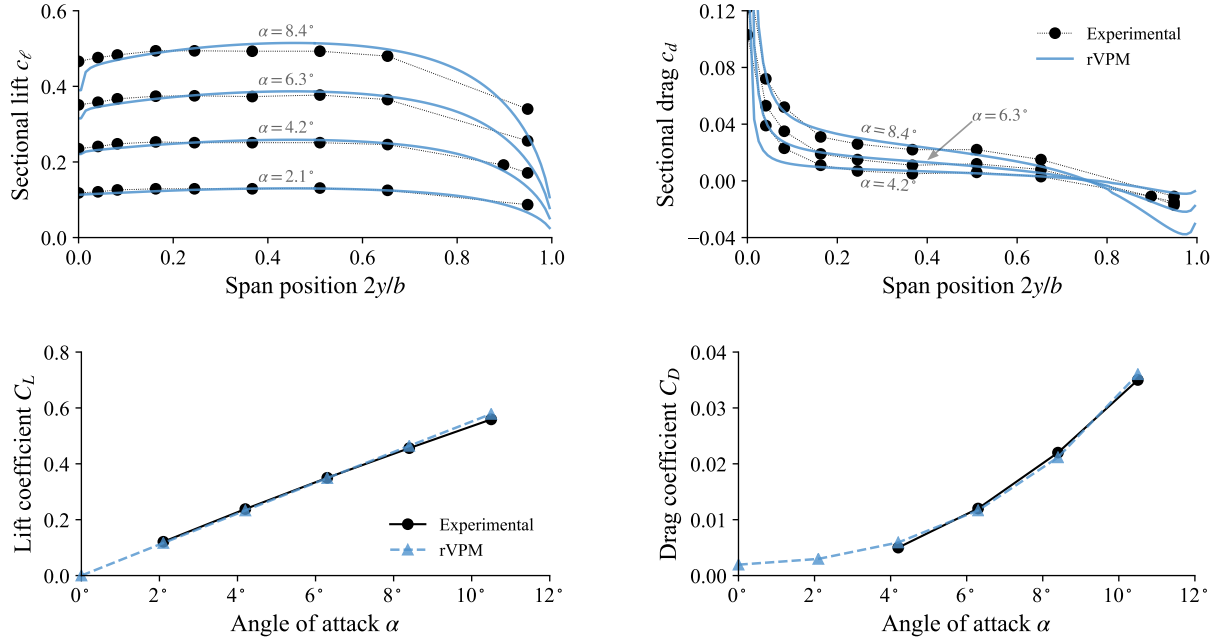 Sectional lift cℓ
0.6
0.4
0.2
0.0
α = 8.4°
α = 6.3°
α = 4.2°
α = 2.1°
0.0 0.2 0.4 0.6 0.8 1.0
Span position 2y/b
Sectional drag cd
0.12
0.08
0.04
0.00
−0.04
Experimental
rVPM
α = 8.4°
α = 6.3°
α = 4.2°
0.0 0.2 0.4 0.6 0.8 1.0
Span position 2y/b
Lift coefficient CL
0.8
0.6
0.4
0.2
0.0
Experimental
rVPM
0° 2° 4° 6° 8° 10° 12°
Angle of attack α
Drag coefficient CD
0.04
0.03
0.02
0.01
0.00
0° 2° 4° 6° 8° 10° 12°
Angle of attack α